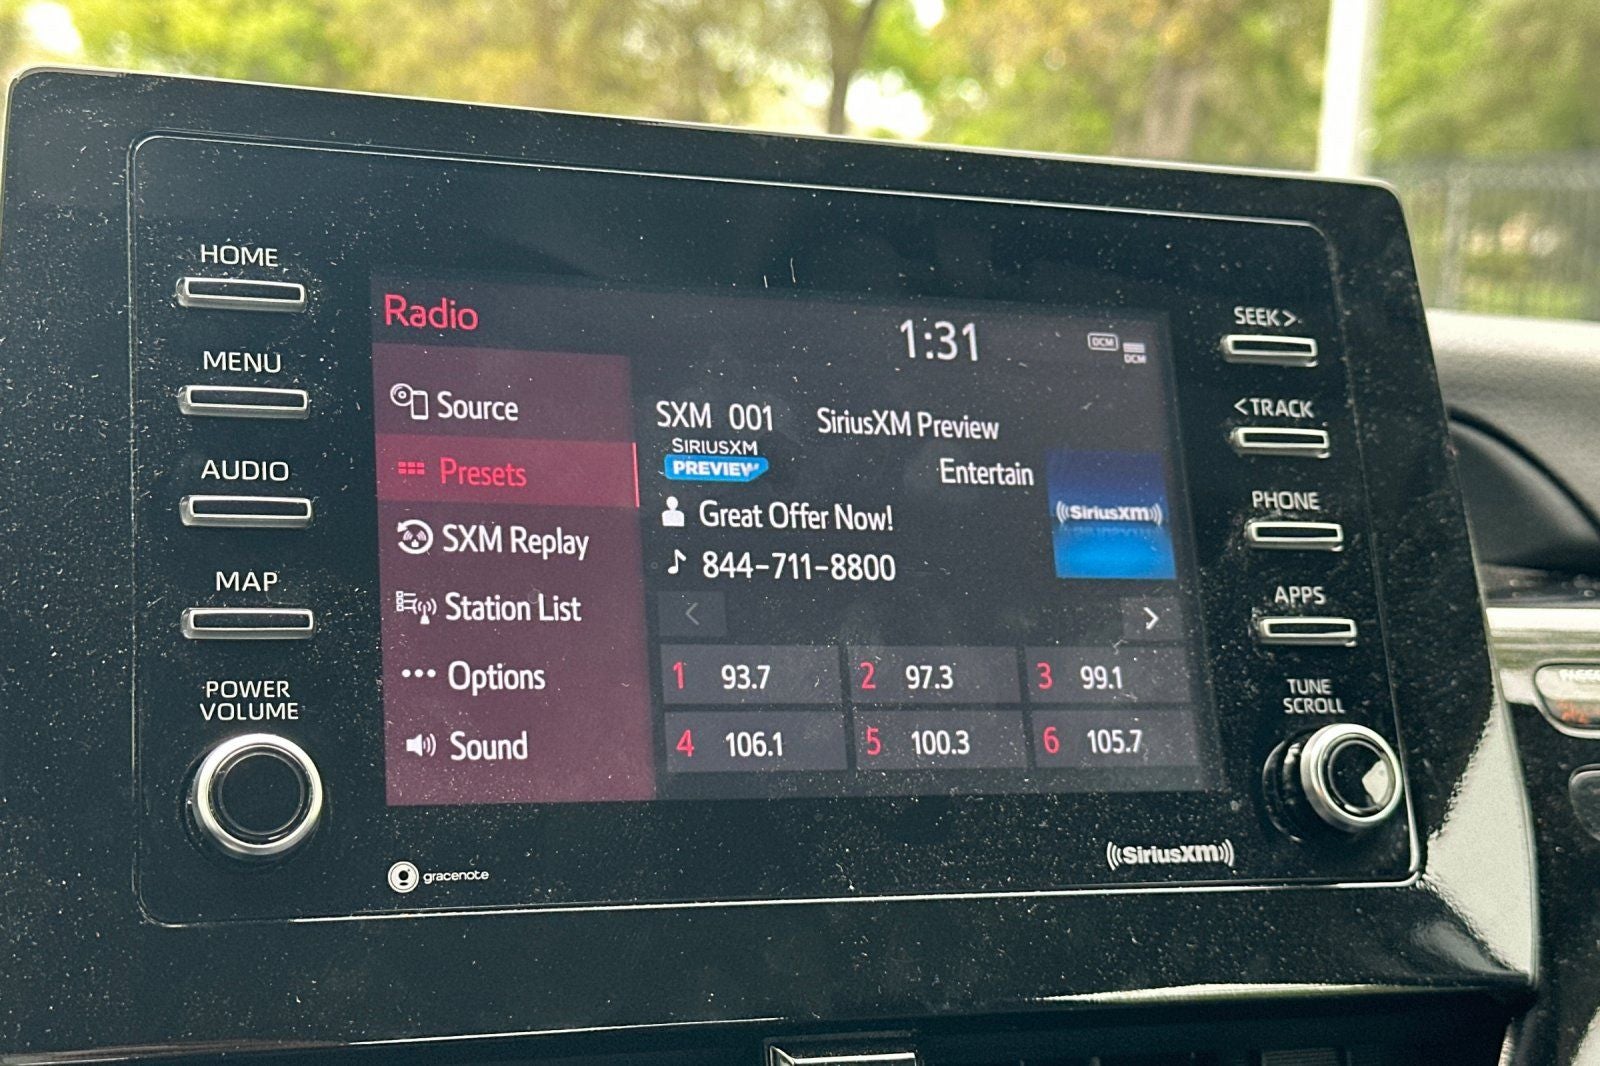 HOME
MENU
AUDIO
MAP
POWER
VOLUME
Radio
1:31
DCM
DCM
Source
Presets
SXM Replay
Station List
Options
Sound
SXM 001 SiriusXM Preview
SIRIUSXM
PREVIEW
Entertain
Great Offer Now!
844-711-8800
((SiriusXM))
<
>
1 93.7
2 97.3
3 99.1
4 106.1
5 100.3
6 105.7
SEEK >
< TRACK
PHONE
APPS
TUNE
SCROLL
gracenote
((SiriusXM))